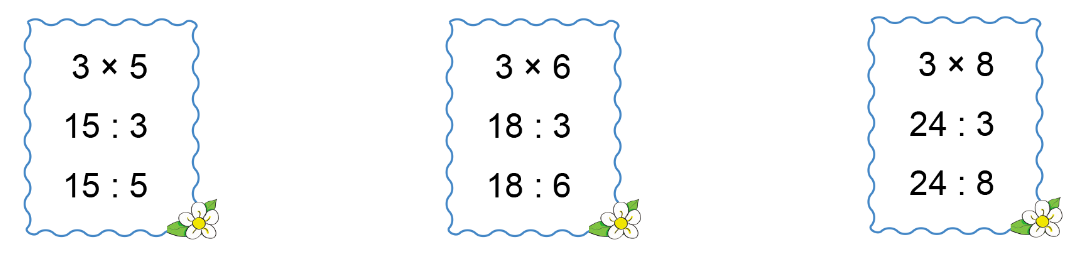 3 × 5
15 : 3
15 : 5
3 × 6
18 : 3
18 : 6
3 × 8
24 : 3
24 : 8